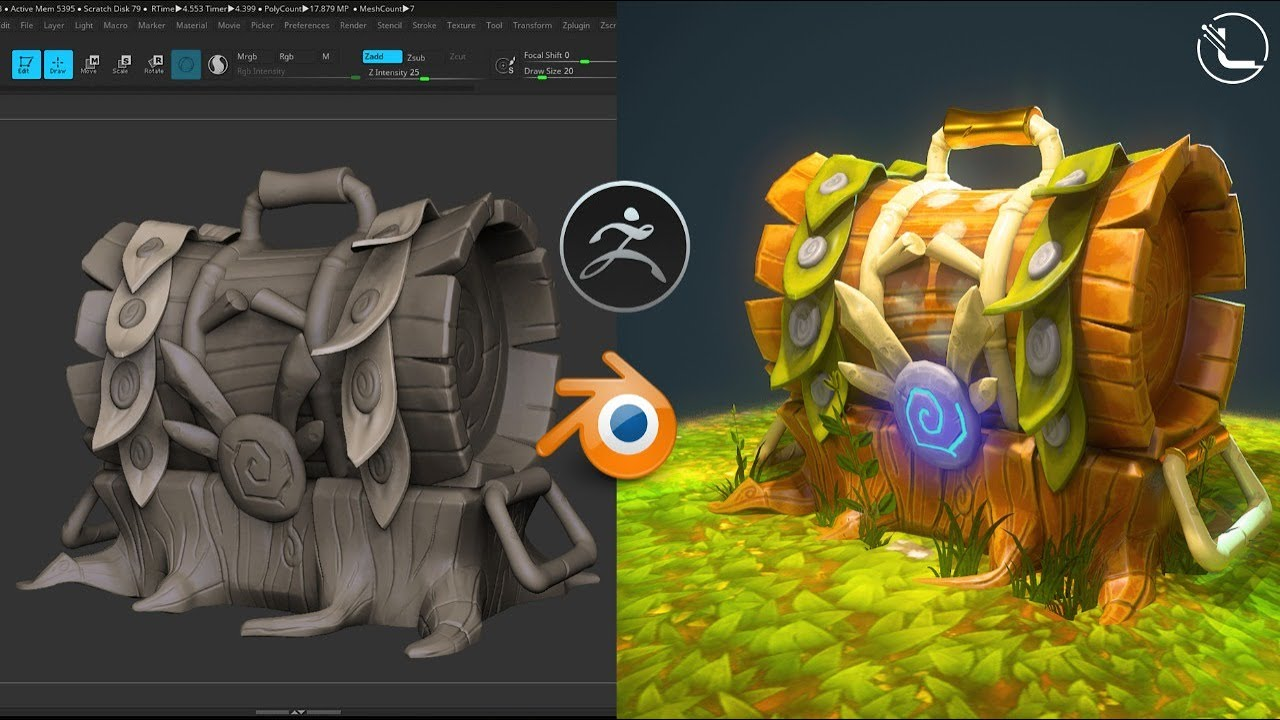 • Active Mem 5395 • Scratch Disk 79 • RTime▶4.553 Timer▶4.399 • PolyCount▶17.879 MP • MeshCount▶7
File Layer Light Macro Marker Material Movie Picker Preferences Render Stencil Stroke Texture Tool Transform Zplugin
Mrgb Rgb M Zadd Zsub Zcut Focal Shift 0
Edit Draw Move Scale Rotate Rgb Intensity Z Intensity 25 Draw Size 20